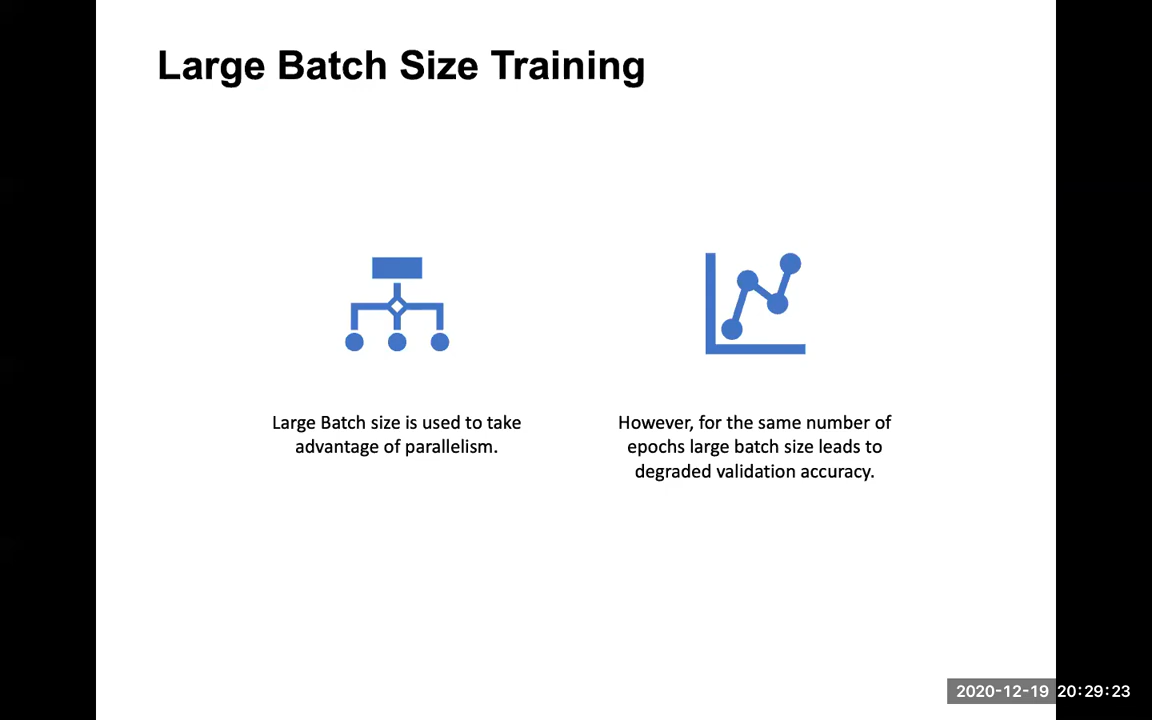 Large Batch Size Training
Large Batch size is used to take
advantage of parallelism.
However, for the same number of
epochs large batch size leads to
degraded validation accuracy.
2020-12-19 20:29:23